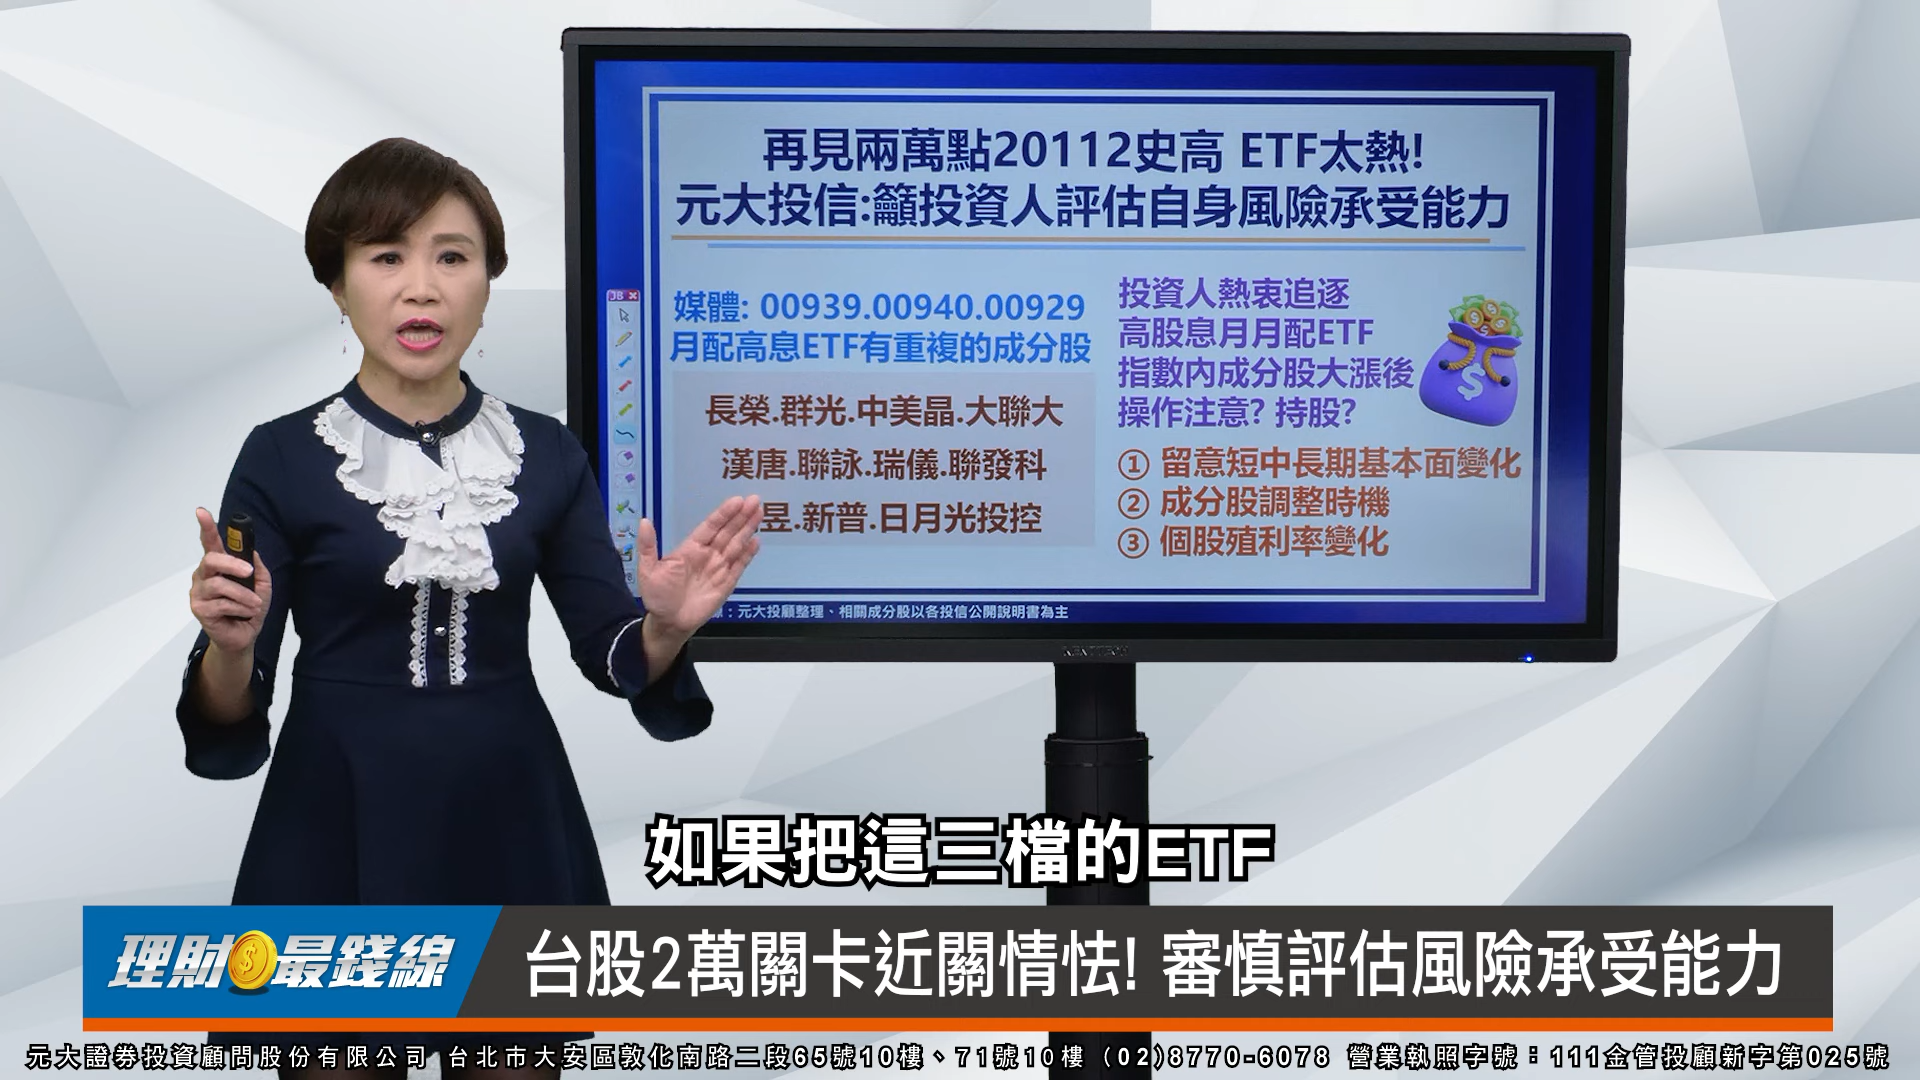 再見兩萬點20112史高 ETF太熱!
元大投信:籲投資人評估自身風險承受能力
媒體: 00939.00940.00929
月配高息ETF有重複的成分股
長榮.群光.中美晶.大聯大
漢唐.聯詠.瑞儀.聯發科
昱.新普.日月光投控
投資人熱衷追逐
高股息月月配ETF
指數內成分股大漲後
操作注意? 持股?
① 留意短中長期基本面變化
② 成分股調整時機
③ 個股殖利率變化
：元大投顧整理、相關成分股以各投信公開說明書為主
如果把這三檔的ETF
理財最錢線
台股2萬關卡近關情怯! 審慎評估風險承受能力
元大證券投資顧問股份有限公司 台北市大安區敦化南路二段65號10樓、71號10樓 (02)8770-6078 營業執照字號：111金管投顧新字第025號